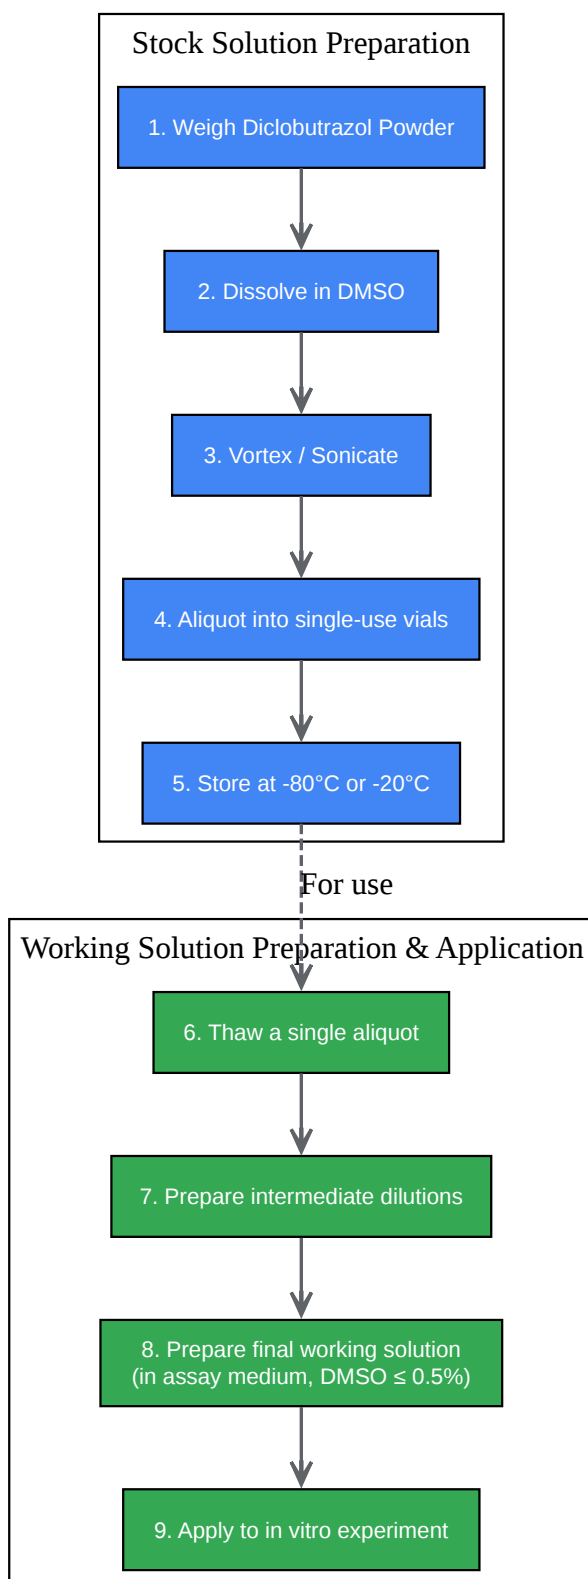 Stock Solution Preparation
1. Weigh Diclobutrazol Powder
2. Dissolve in DMSO
3. Vortex / Sonicate
4. Aliquot into single-use vials
5. Store at -80°C or -20°C
For use
Working Solution Preparation & Application
6. Thaw a single aliquot
7. Prepare intermediate dilutions
8. Prepare final working solution
(in assay medium, DMSO ≤ 0.5%)
9. Apply to in vitro experiment